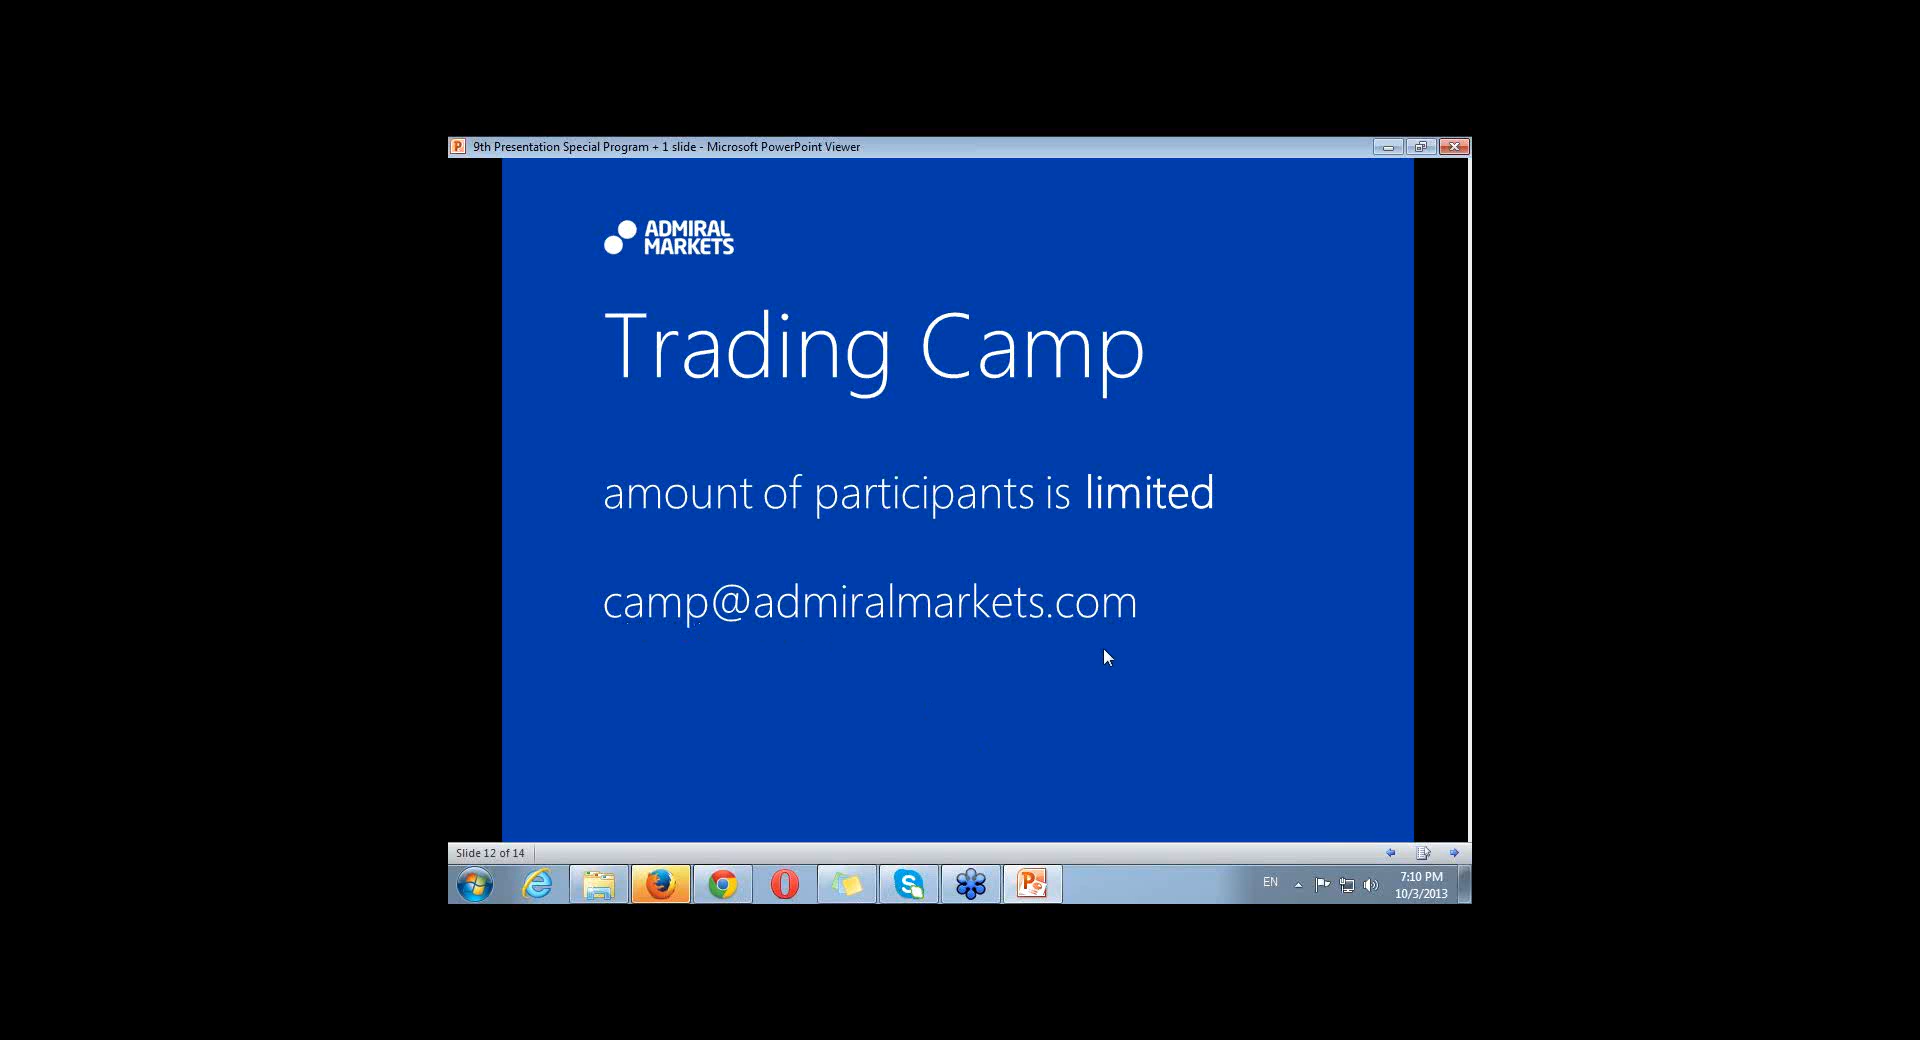 9th Presentation Special Program + 1 slide - Microsoft PowerPoint Viewer
ADMIRAL
MARKETS
Trading Camp
amount of participants is limited
camp@admiralmarkets.com
Slide 12 of 14
EN
7:10 PM
10/3/2013